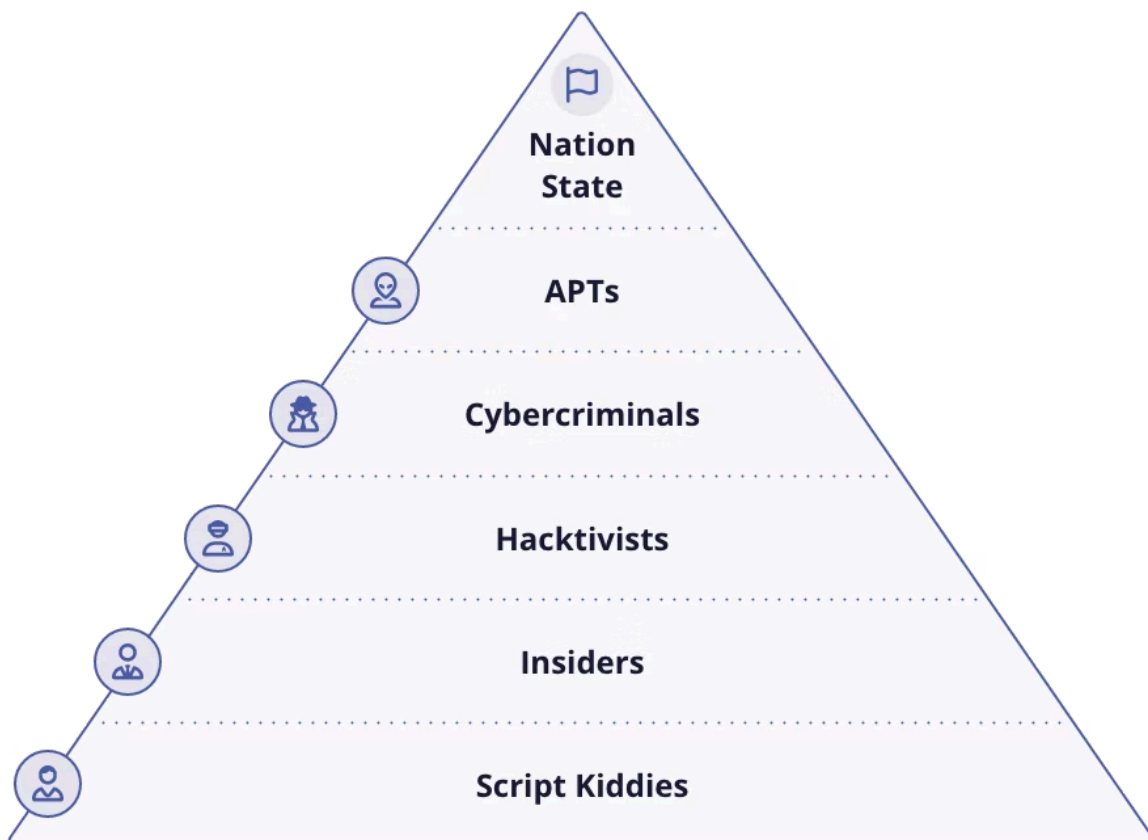 Nation
State
APTs
Cybercriminals
Hacktivists
Insiders
Script Kiddies